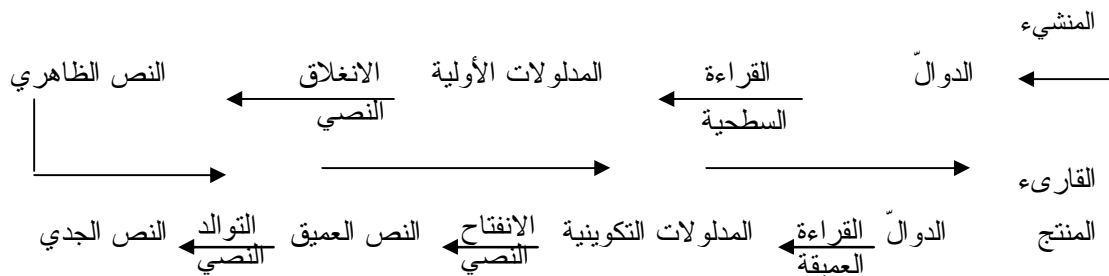 المنشيء
الدوالّ القراءة المدلولات الأولية الانغلاق النص الظاهري
السطحية النصي
القارىء
المنتج الدوالّ القراءة المدلولات التكوينية الانفتاح النص العميق التوالد النص الجدي
العميقة النصي النصي